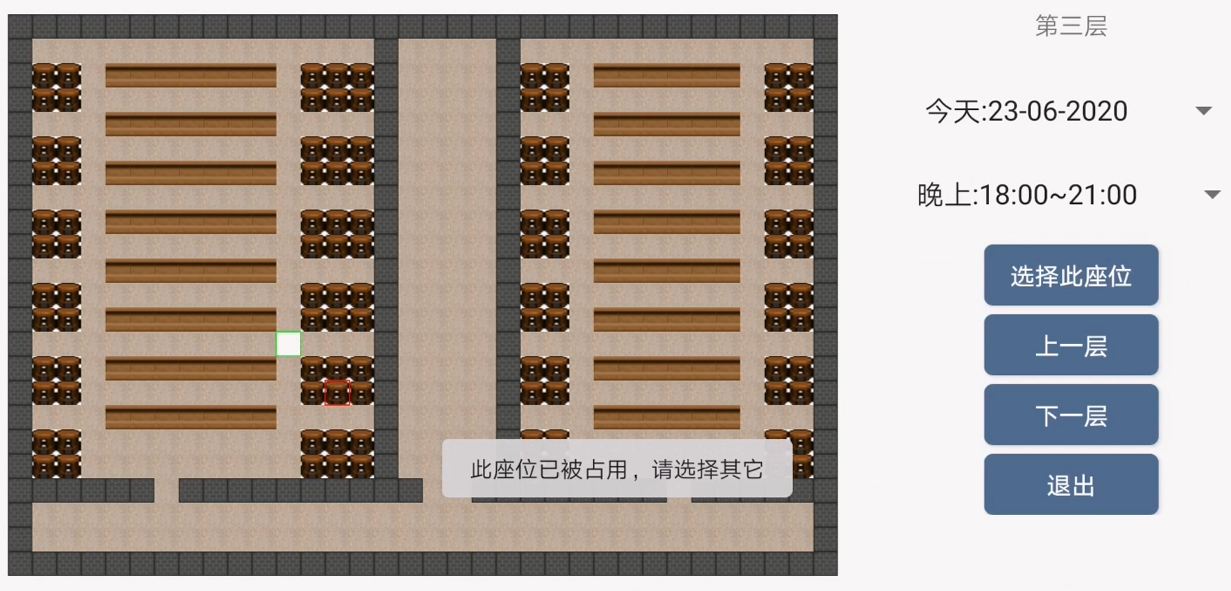 第三层
今天:23-06-2020
晚上:18:00~21:00
选择此座位
上一层
下一层
退出
此座位已被占用，请选择其它